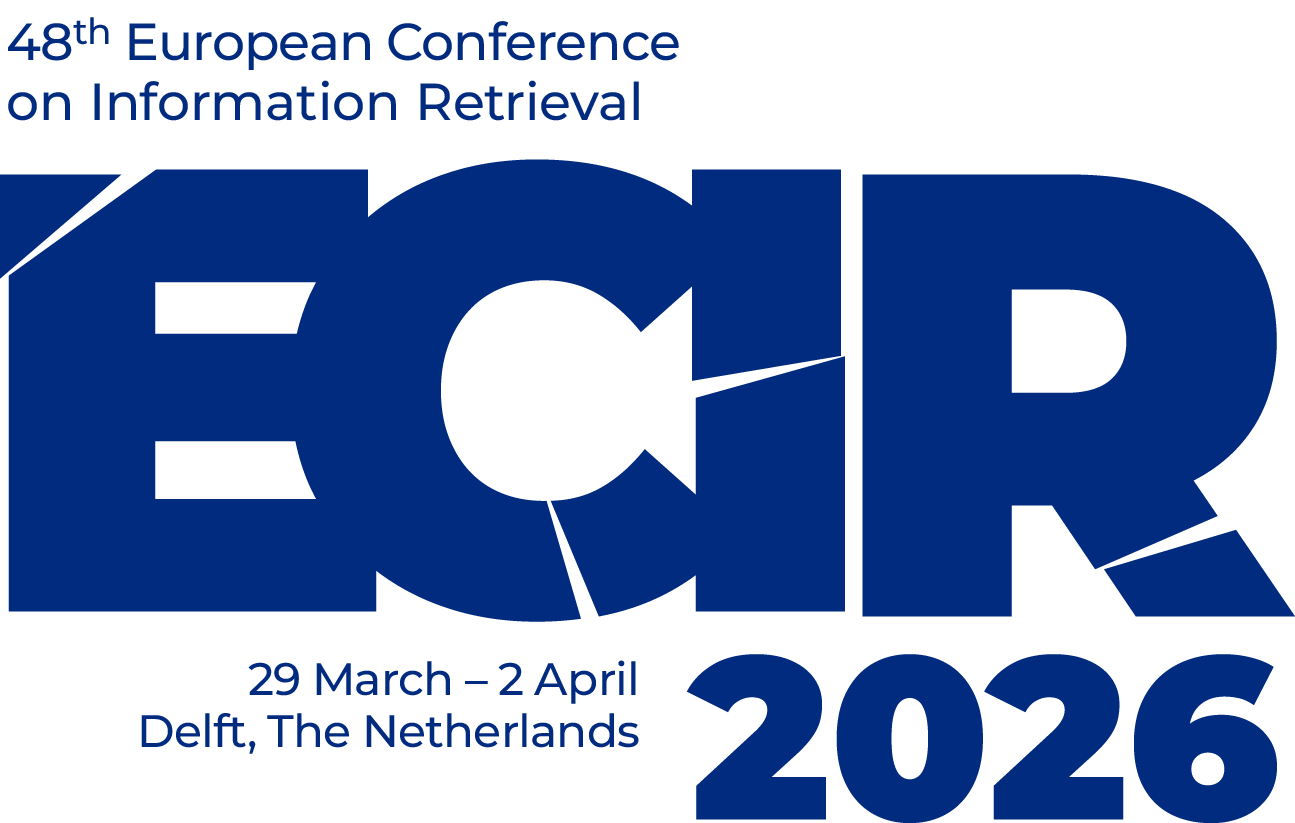 48th European Conference
on Information Retrieval
ECIR
29 March – 2 April
Delft, The Netherlands
2026